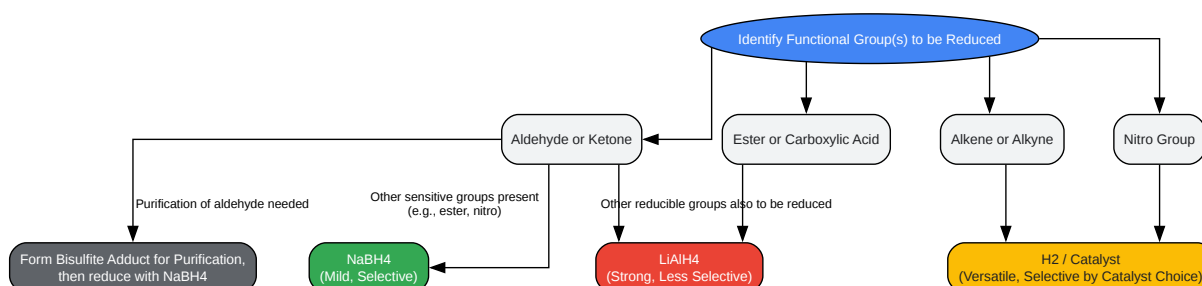 Identify Functional Group(s) to be Reduced
Aldehyde or Ketone
Ester or Carboxylic Acid
Alkene or Alkyne
Nitro Group
Purification of aldehyde needed
Other sensitive groups present
(e.g., ester, nitro)
Other reducible groups also to be reduced
Form Bisulfite Adduct for Purification,
then reduce with NaBH4
NaBH4
(Mild, Selective)
LiAlH4
(Strong, Less Selective)
H2 / Catalyst
(Versatile, Selective by Catalyst Choice)